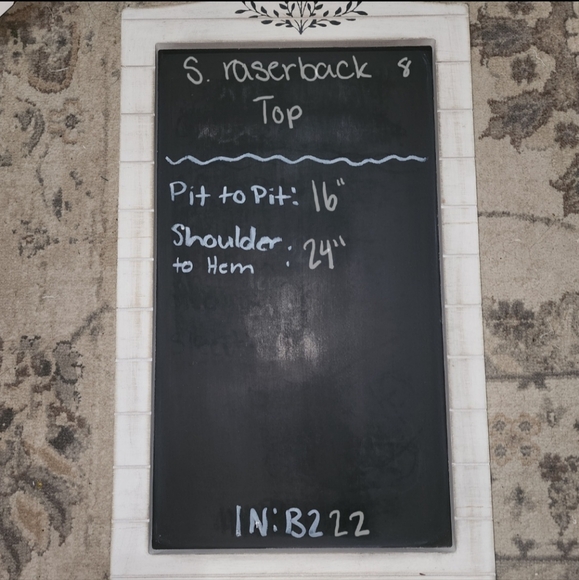 S. raserback 8
Top
Pit to Pit: 16"
Shoulder
to Hem : 24"
IN:B222